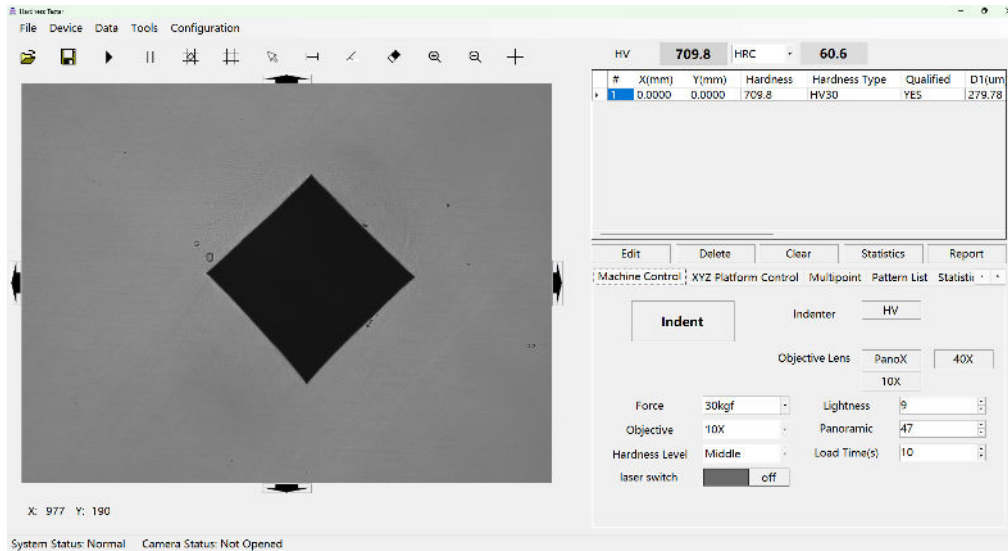 Hardness Tester
File Device Data Tools Configuration
HV 709.8 HRC 60.6
# X(mm) Y(mm) Hardness Hardness Type Qualified D1(um
1 0.0000 0.0000 709.8 HV30 YES 279.78
Edit Delete Clear Statistics Report
Machine Control XYZ Platform Control Multipoint Pattern List Statisti
Indent Indenter HV
Objective Lens PanoX 40X
10X
Force 30kgf Lightness 9
Objective 10X Panoramic 47
Hardness Level Middle Load Time(s) 10
laser switch off
X: 977 Y: 190
System Status: Normal Camera Status: Not Opened